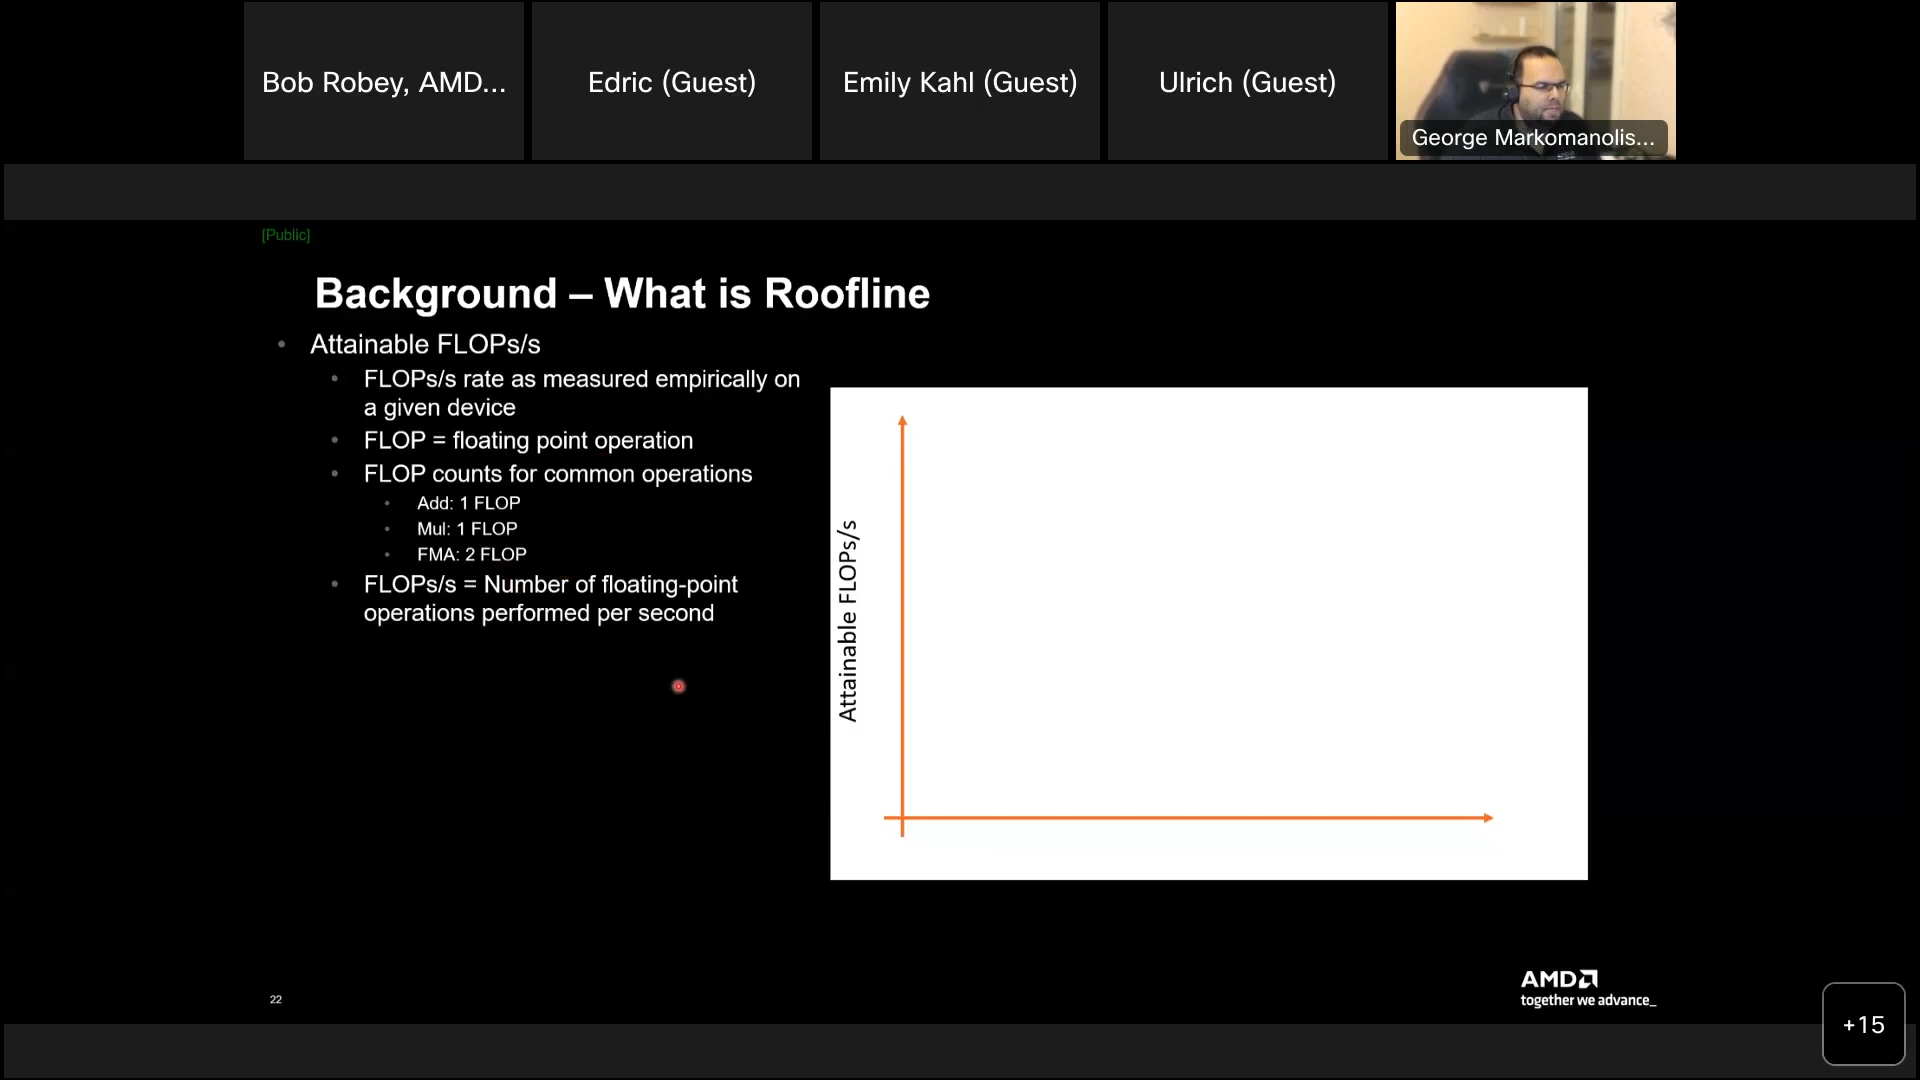 Bob Robey, AMD...
Edric (Guest)
Emily Kahl (Guest)
Ulrich (Guest)
George Markomanolis...
[Public]
Background – What is Roofline
• Attainable FLOPs/s
• FLOPs/s rate as measured empirically on
a given device
• FLOP = floating point operation
• FLOP counts for common operations
• Add: 1 FLOP
• Mul: 1 FLOP
• FMA: 2 FLOP
• FLOPs/s = Number of floating-point
operations performed per second
Attainable FLOPs/s
22
AMD
together we advance_
+15